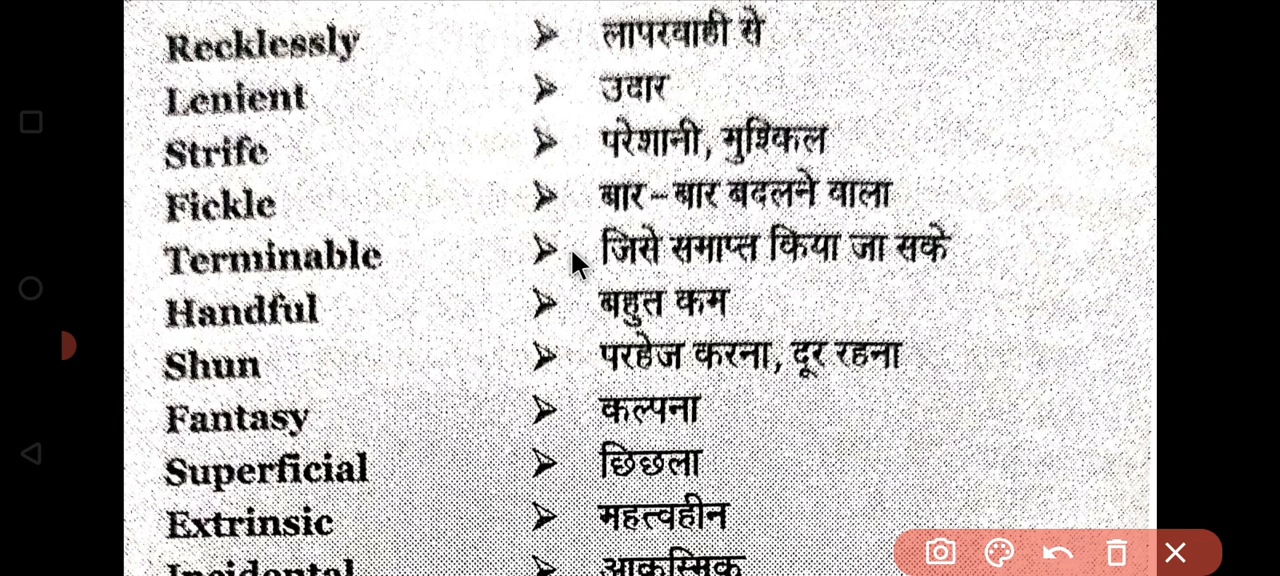 Recklessly ➤ लापरवाही से
Lenient ➤ उदार
Strife ➤ परेशानी, मुश्किल
Fickle ➤ बार-बार बदलने वाला
Terminable ➤ जिसे समाप्त किया जा सके
Handful ➤ बहुत कम
Shun ➤ परहेज करना, दूर रहना
Fantasy ➤ कल्पना
Superficial ➤ छिछला
Extrinsic ➤ महत्वहीन
Incidental ➤ आकस्मिक